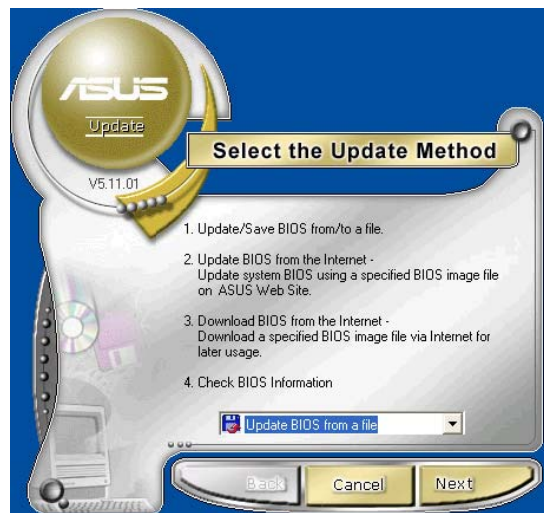 ASUS
Update
V5.11.01
Select the Update Method
1. Update/Save BIOS from/to a file.
2. Update BIOS from the Internet -
Update system BIOS using a specified BIOS image file
on ASUS Web Site.
3. Download BIOS from the Internet -
Download a specified BIOS image file via Internet for
later usage.
4. Check BIOS Information
Update BIOS from a file
Back
Cancel
Next